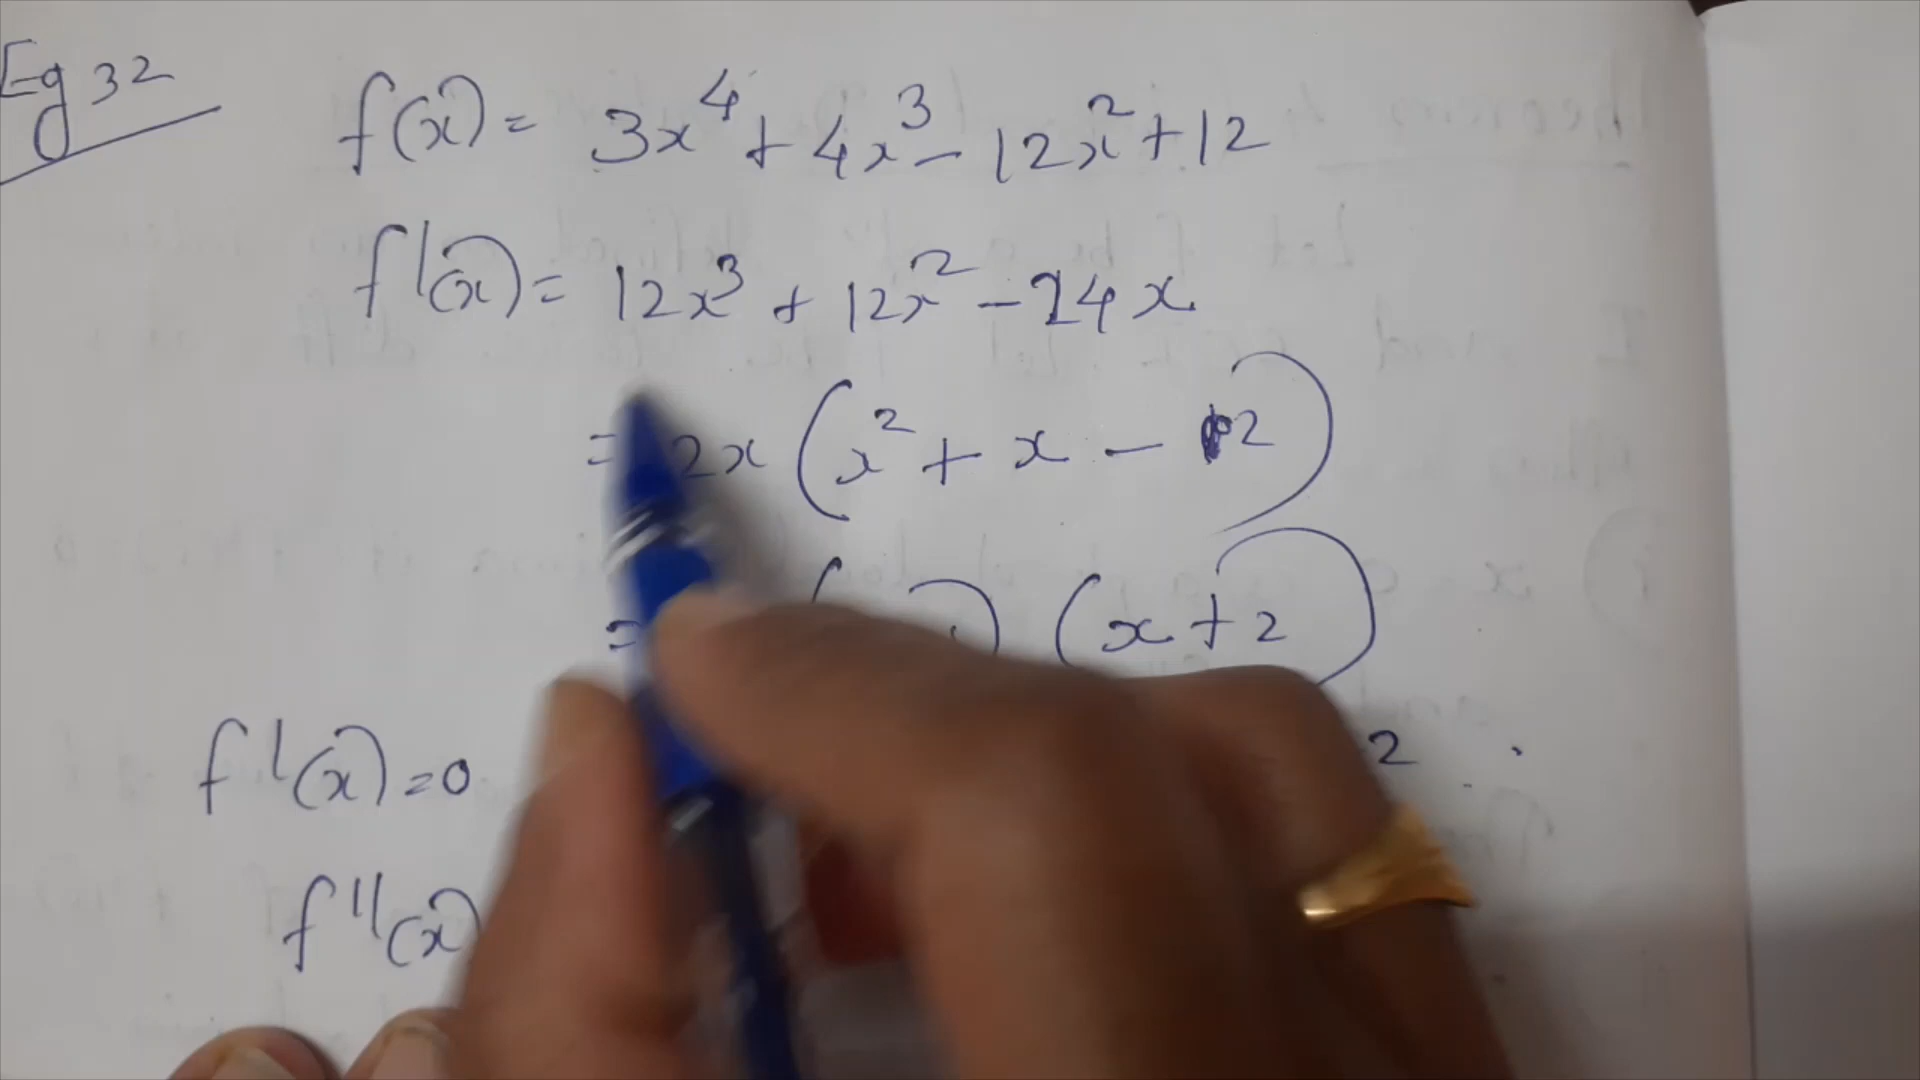 Eg 32
f(x) = 3x⁴ + 4x³ - 12x² + 12
f'(x) = 12x³ + 12x² - 24x
= 2x (x² + x - 2)
= (x+2)
f'(x) = 0 2
f''(x)